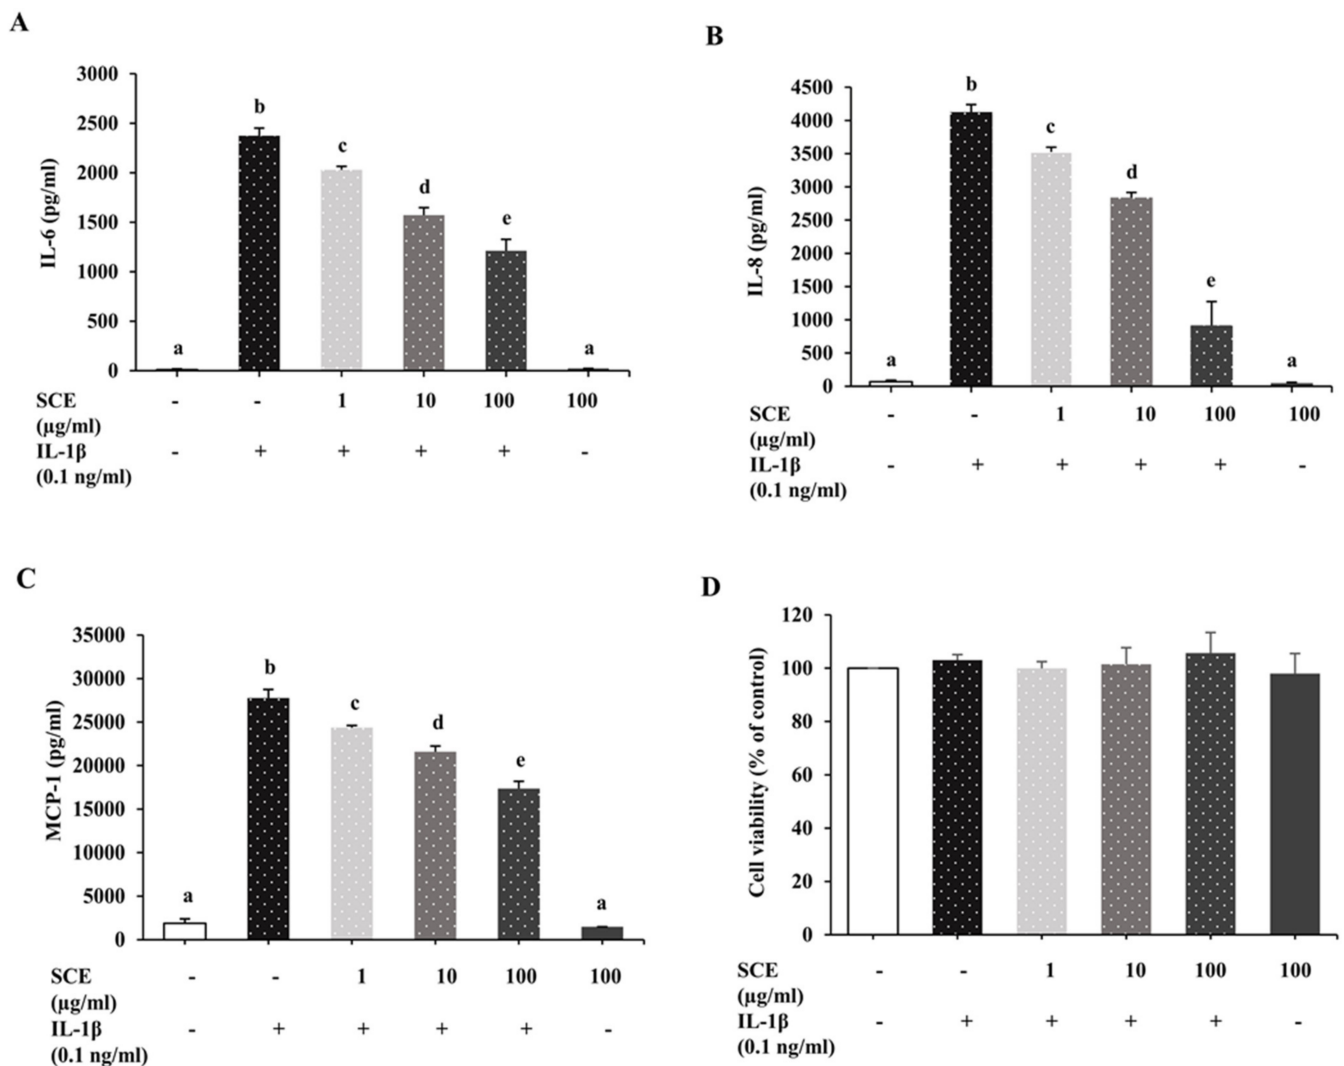 A
IL-6 (pg/ml)
3000
2500
2000
1500
1000
500
0
a
b
c
d
e
a
SCE - - 1 10 100 100
(µg/ml)
IL-1β - + + + + -
(0.1 ng/ml)
B
IL-8 (pg/ml)
4500
4000
3500
3000
2500
2000
1500
1000
500
0
a
b
c
d
e
a
SCE - - 1 10 100 100
(µg/ml)
IL-1β - + + + + -
(0.1 ng/ml)
C
MCP-1 (pg/ml)
35000
30000
25000
20000
15000
10000
5000
0
a
b
c
d
e
a
SCE - - 1 10 100 100
(µg/ml)
IL-1β - + + + + -
(0.1 ng/ml)
D
Cell viability (% of control)
120
100
80
60
40
20
0
SCE - - 1 10 100 100
(µg/ml)
IL-1β - + + + + -
(0.1 ng/ml)